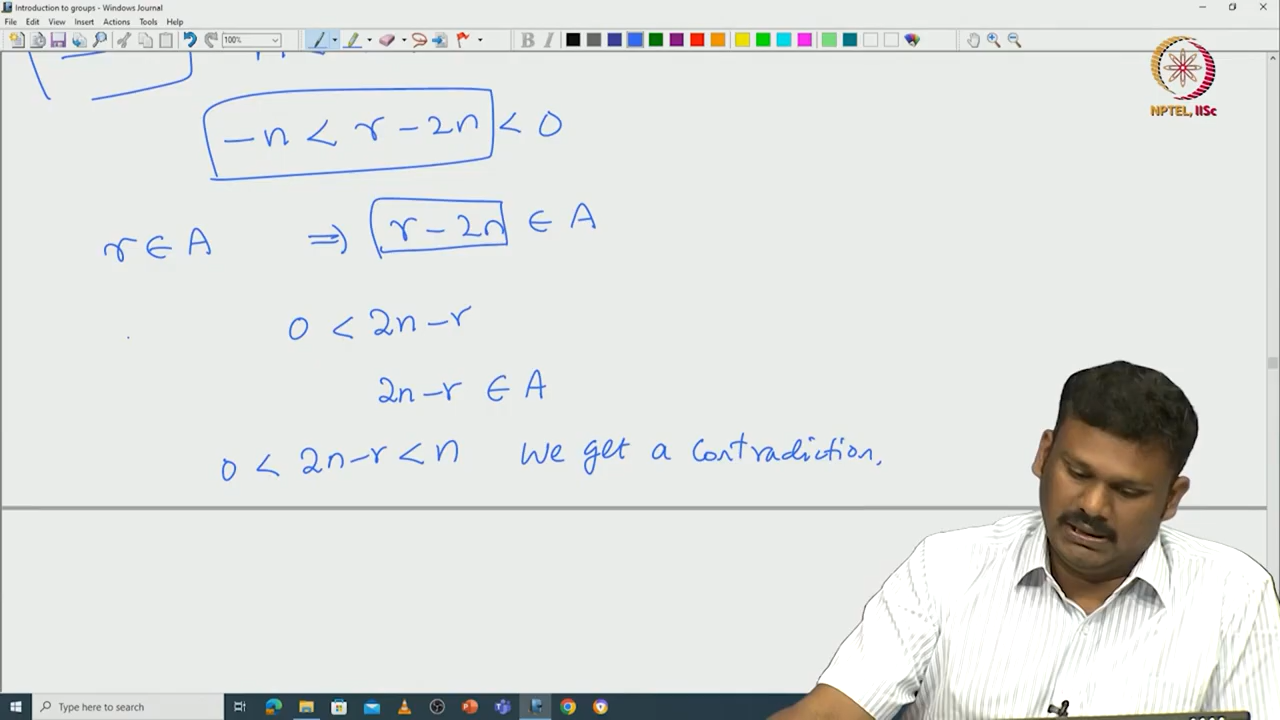 Introduction to groups - Windows Journal
File Edit View Insert Actions Tools Help
100%
B I
NPTEL, IISc
-n < r - 2n < 0
r ∈ A ⇒ r - 2n ∈ A
0 < 2n - r
2n - r ∈ A
0 < 2n - r < n We get a contradiction.
Type here to search